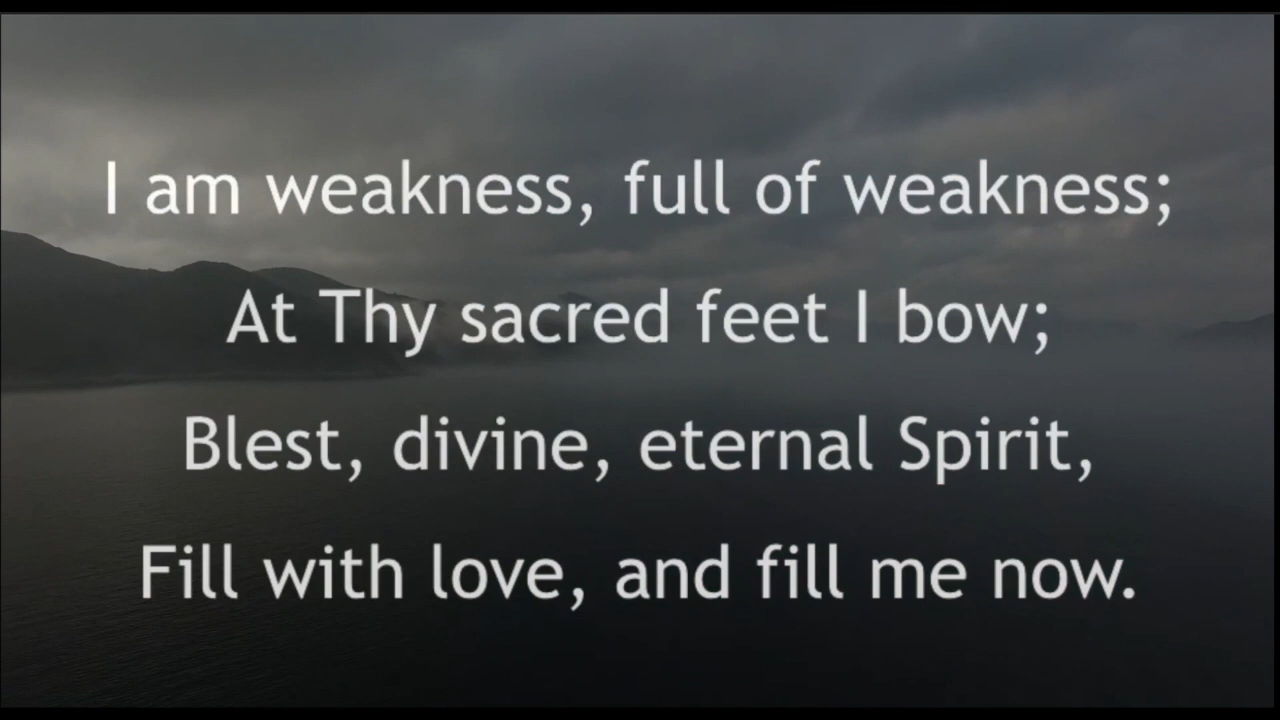 I am weakness, full of weakness;
At Thy sacred feet I bow;
Blest, divine, eternal Spirit,
Fill with love, and fill me now.